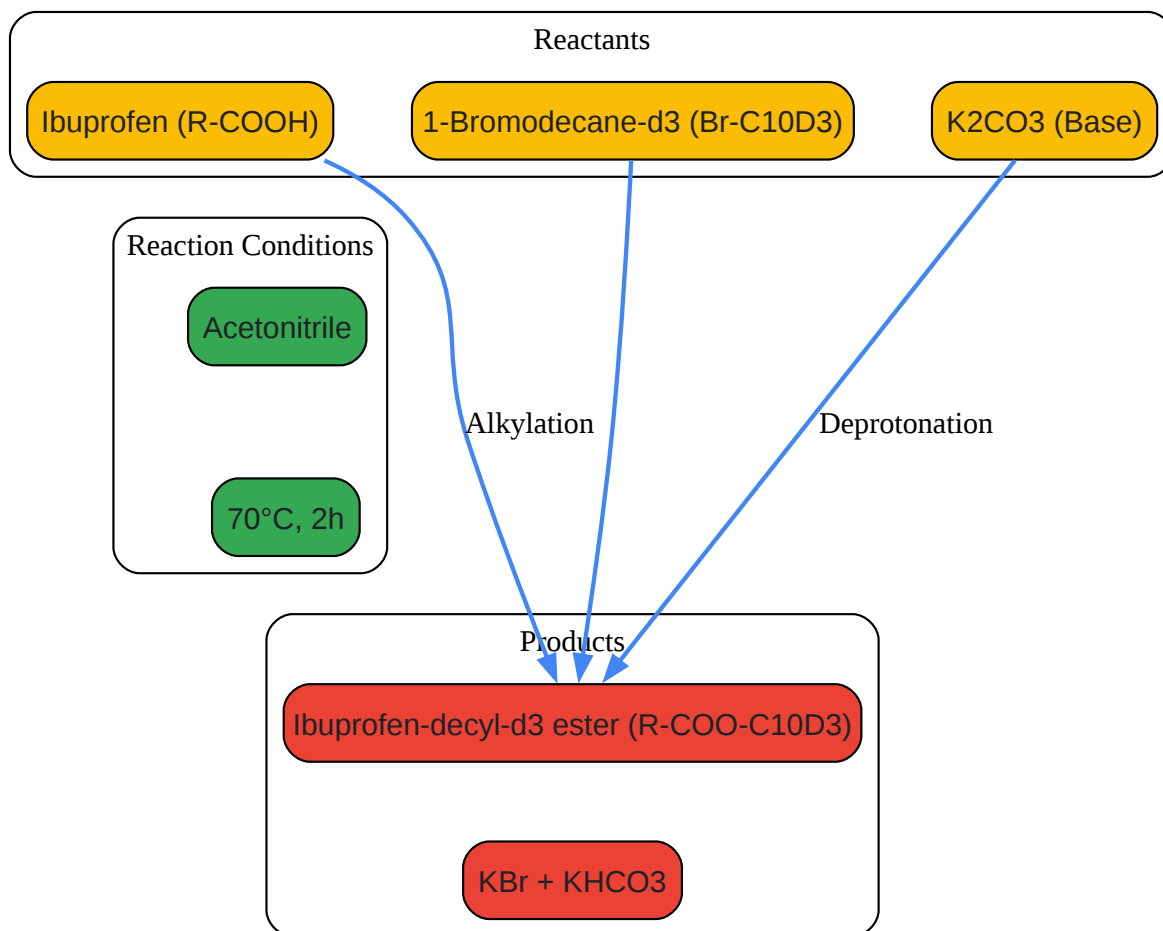 Reactants
Ibuprofen (R-COOH)
1-Bromodecane-d3 (Br-C10D3)
K2CO3 (Base)
Reaction Conditions
Acetonitrile
Alkylation
Deprotonation
70°C, 2h
Products
Ibuprofen-decyl-d3 ester (R-COO-C10D3)
KBr + KHCO3